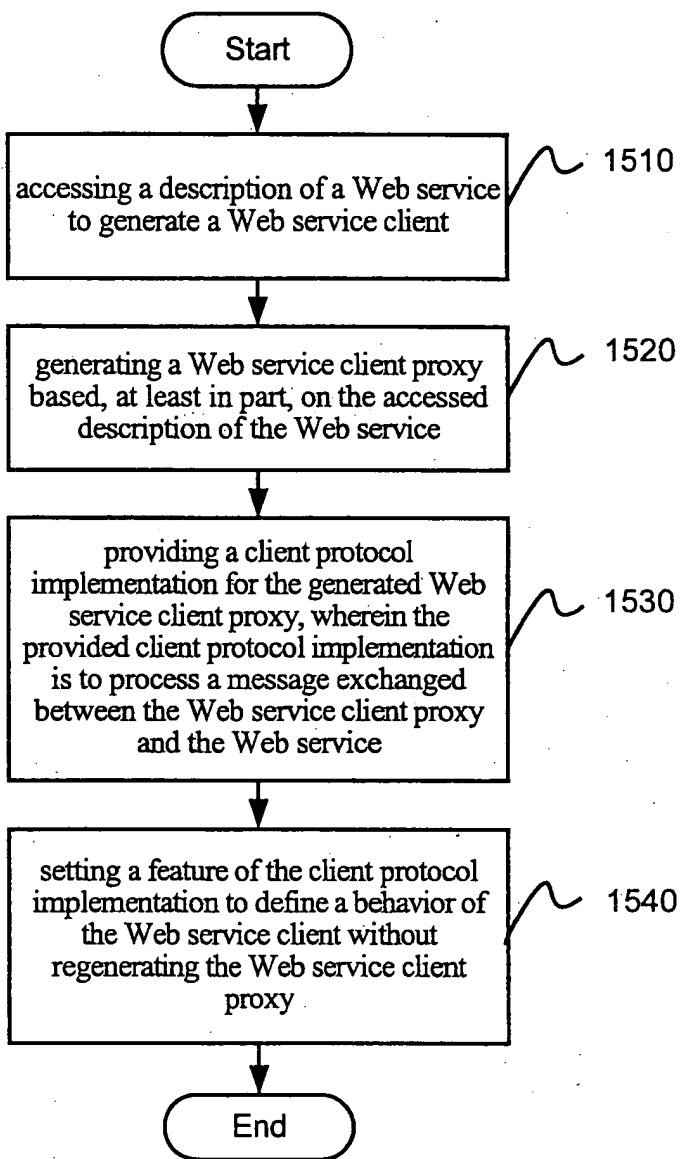 Start
accessing a description of a Web service
to generate a Web service client
1510
generating a Web service client proxy
based, at least in part, on the accessed
description of the Web service
1520
providing a client protocol
implementation for the generated Web
service client proxy, wherein the
provided client protocol implementation
is to process a message exchanged
between the Web service client proxy
and the Web service
1530
setting a feature of the client protocol
implementation to define a behavior of
the Web service client without
regenerating the Web service client
proxy
1540
End